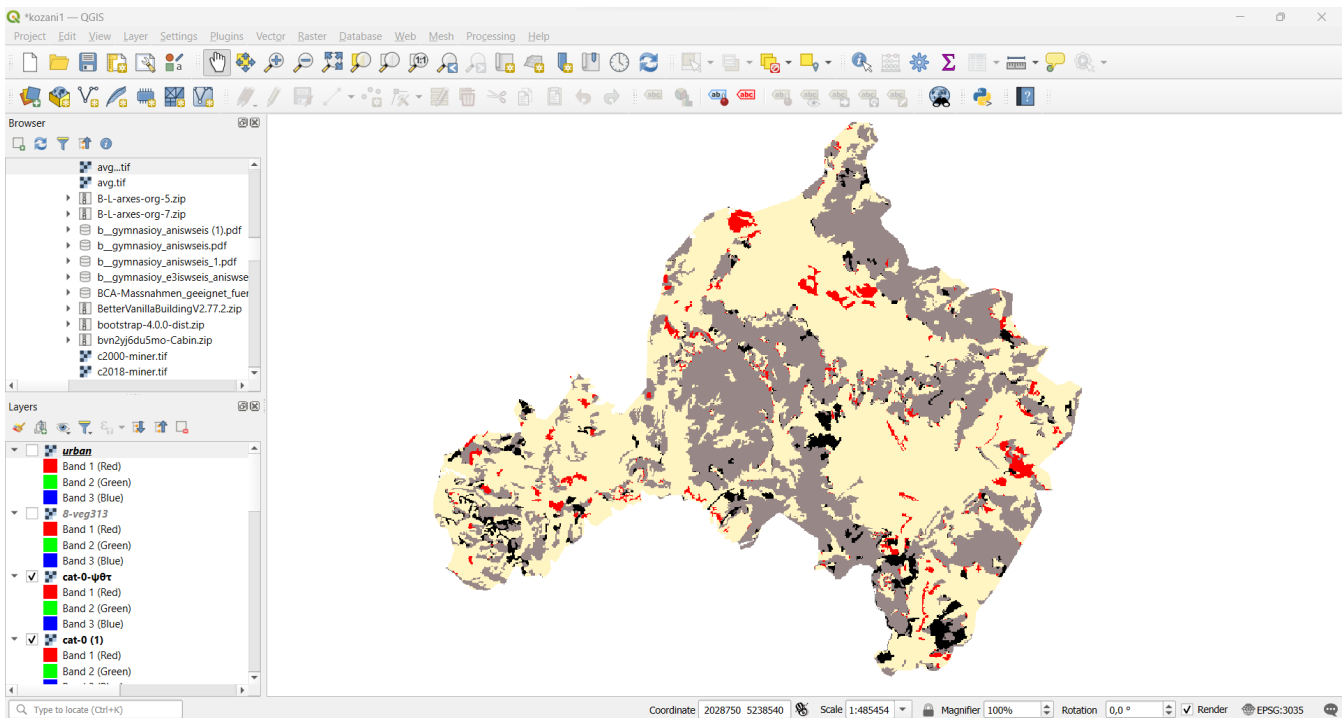 *kozani1 — QGIS
Project Edit View Layer Settings Plugins Vector Raster Database Web Mesh Processing Help
Browser
avg...tif
avg.tif
B-L-arxes-org-5.zip
B-L-arxes-org-7.zip
b__gymnasioy_aniswseis (1).pdf
b__gymnasioy_aniswseis.pdf
b__gymnasioy_aniswseis_1.pdf
b__gymnasioy_e3iswseis_aniswse
BCA-Massnahmen_geeignet_fuer
BetterVanillaBuildingV2.77.2.zip
bootstrap-4.0.0-dist.zip
bvn2yj6du5mo-Cabin.zip
c2000-miner.tif
c2018-miner.tif
Layers
urban
Band 1 (Red)
Band 2 (Green)
Band 3 (Blue)
B-veg313
Band 1 (Red)
Band 2 (Green)
Band 3 (Blue)
cat-0-ψθτ
Band 1 (Red)
Band 2 (Green)
Band 3 (Blue)
cat-0 (1)
Band 1 (Red)
Band 2 (Green)
Type to locate (Ctrl+K)
Coordinate 2028750 5238540 Scale 1:485454 Magnifier 100% Rotation 0,0 ° Render EPSG:3035